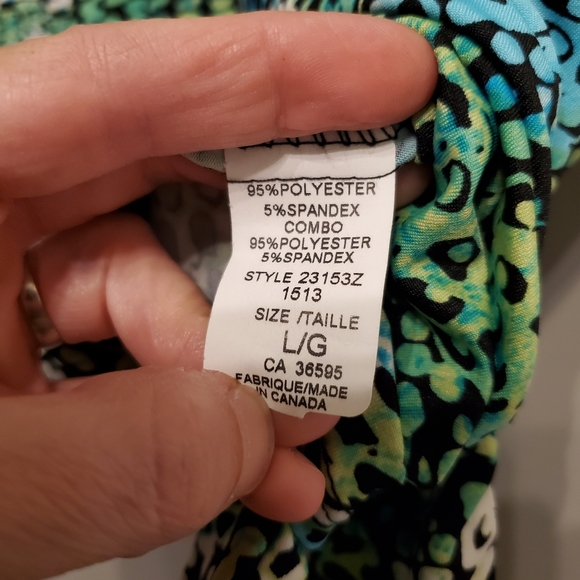 95%POLYESTER
5%SPANDEX
COMBO
95%POLYESTER
5%SPANDEX
STYLE 23153Z
1513
SIZE /TAILLE
L/G
CA 36595
FABRIQUE/MADE
IN CANADA